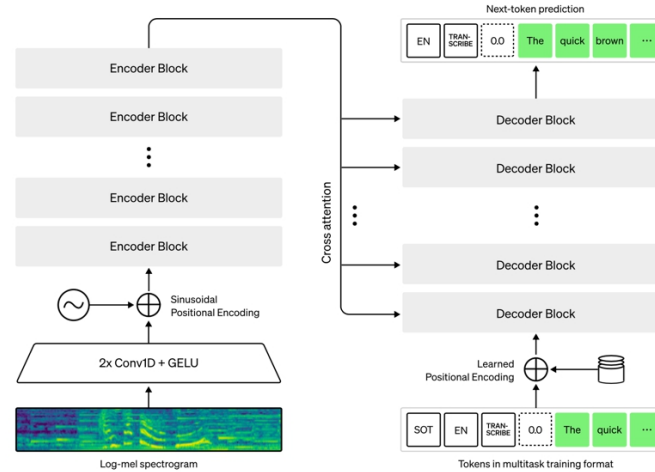 Next-token prediction
EN
TRAN-
SCRIBE
0.0
The
quick
brown
...
Encoder Block
Encoder Block
Encoder Block
Encoder Block
Cross attention
Decoder Block
Decoder Block
Decoder Block
Decoder Block
Sinusoidal
Positional Encoding
2x Conv1D + GELU
Log-mel spectrogram
Learned
Positional Encoding
SOT
EN
TRAN-
SCRIBE
0.0
The
quick
...
Tokens in multitask training format